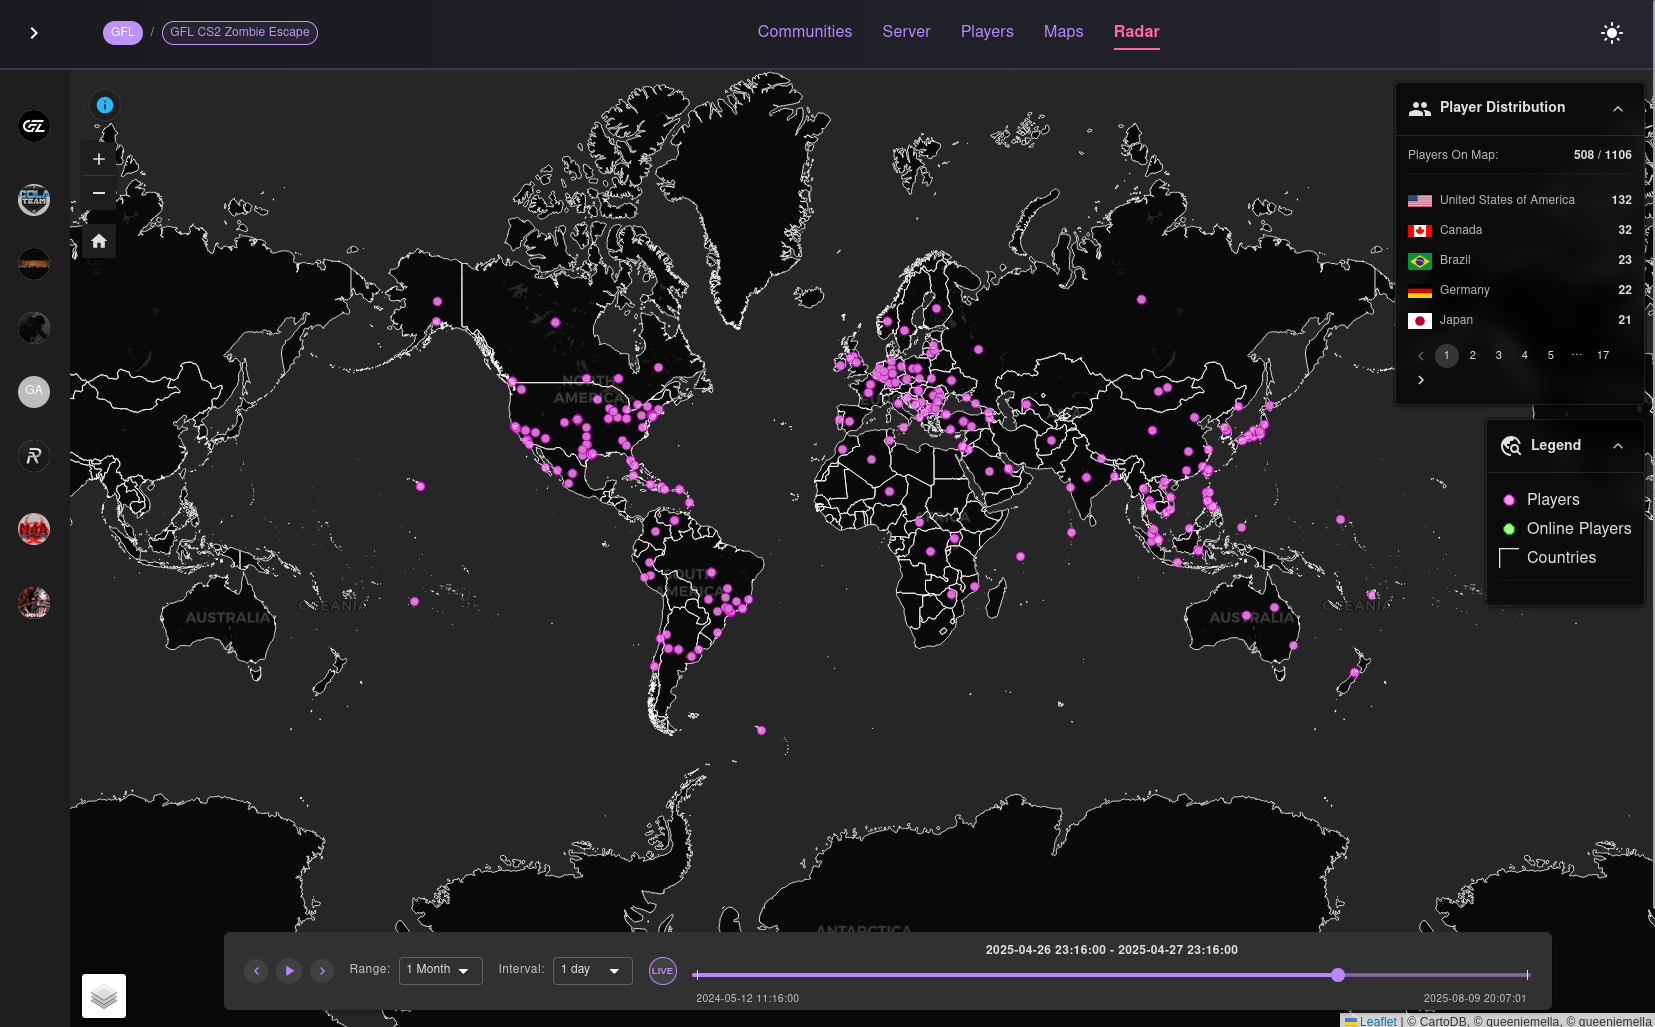 GFL / GFL CS2 Zombie Escape
Communities
Server
Players
Maps
Radar
GA
Player Distribution
Players On Map: 508 / 1106
United States of America 132
Canada 32
Brazil 23
Germany 22
Japan 21
1 2 3 4 5 ... 17
Legend
Players
Online Players
Countries
NORTH
AMERICA
AFRICA
SOUTH
AMERICA
AUSTRALIA
OCEANIA
AUSTRALIA
OCEANIA
ANTARCTICA
2025-04-26 23:16:00 - 2025-04-27 23:16:00
Range: 1 Month
Interval: 1 day
LIVE
2024-05-12 11:16:00
2025-08-09 20:07:01
Leaflet | © CartoDB, © queeniemella, © queeniemella